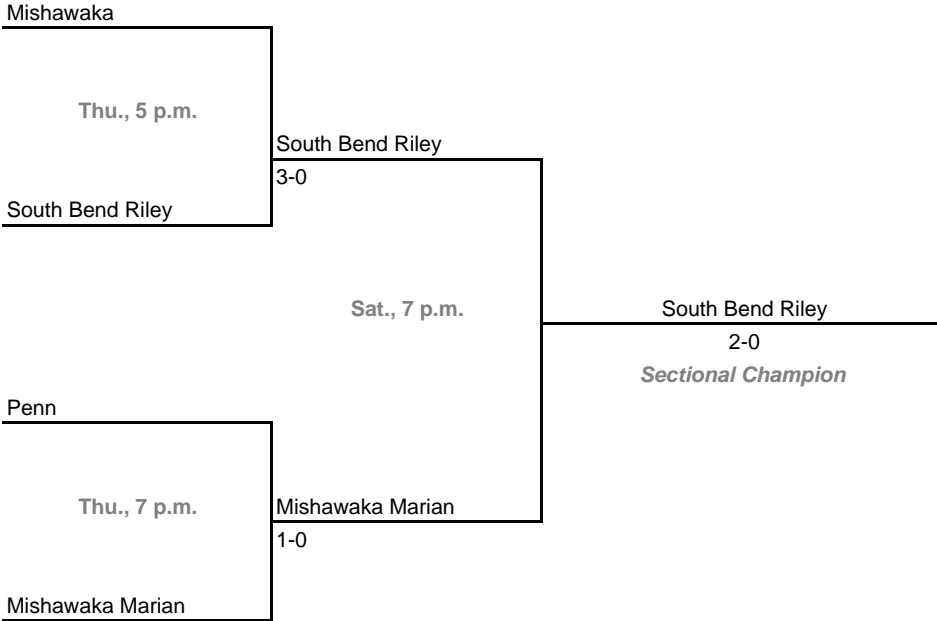 Mishawaka
Thu., 5 p.m.
South Bend Riley
3-0
South Bend Riley
Sat., 7 p.m.
South Bend Riley
2-0
Sectional Champion
Penn
Thu., 7 p.m.
Mishawaka Marian
1-0
Mishawaka Marian